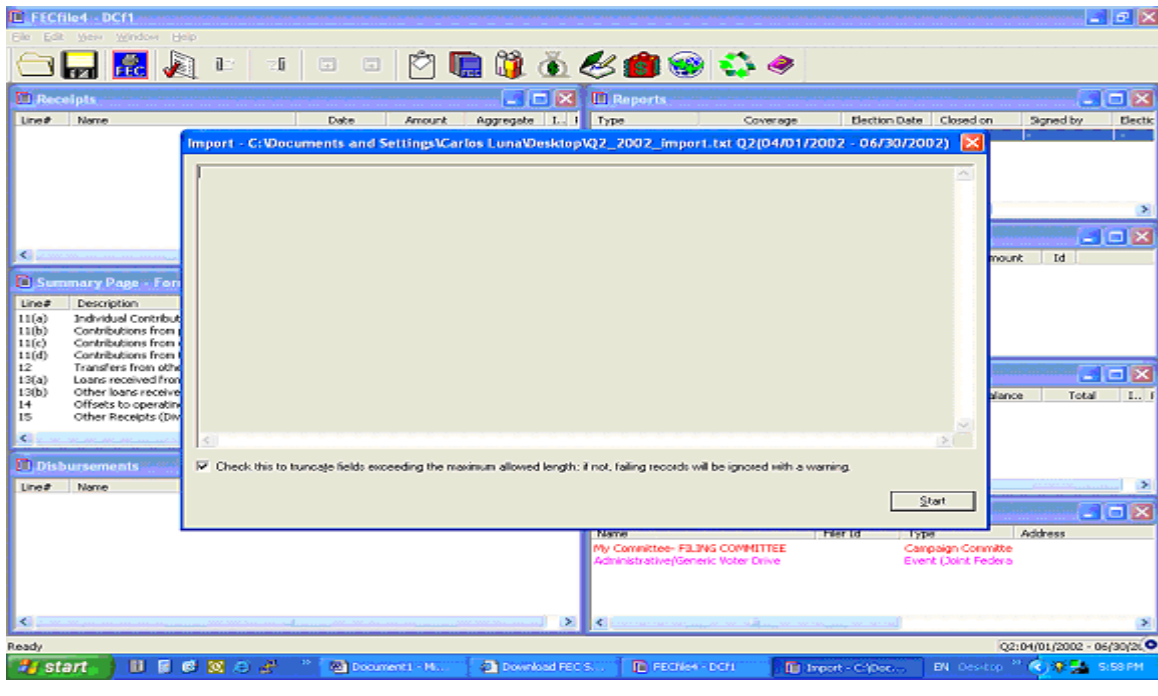 FECfile4 - DCf1
File Edit View Window Help
FEC
Receipts
Line# Name Date Amount Aggregate I..
Reports
Type Coverage Election Date Closed on Signed by Electic
- -
Import - C:\Documents and Settings\Carlos Luna\Desktop\Q2_2002_import.txt Q2(04/01/2002 - 06/30/2002)
mount Id
Summary Page - For
Line# Description
11(a) Individual Contribut
11(b) Contributions from
11(c) Contributions from
11(d) Contributions from
12 Transfers from othe
13(a) Loans received from
13(b) Other loans receive
14 Offsets to operatin
15 Other Receipts (Div
alance Total I..
Check this to truncate fields exceeding the maximum allowed length; if not, failing records will be ignored with a warning.
Start
Disbursements
Line# Name
Name Filer Id Type Address
My Committee- FILING COMMITTEE Campaign Committe
Administrative/Generic Voter Drive Event (Joint Federa
Ready
Q2:04/01/2002 - 06/30/20
start
Document1 - Mi...
Download FEC S...
FECfile4 - DCf1
Import - C:\Doc...
EN Desktop
5:58 PM